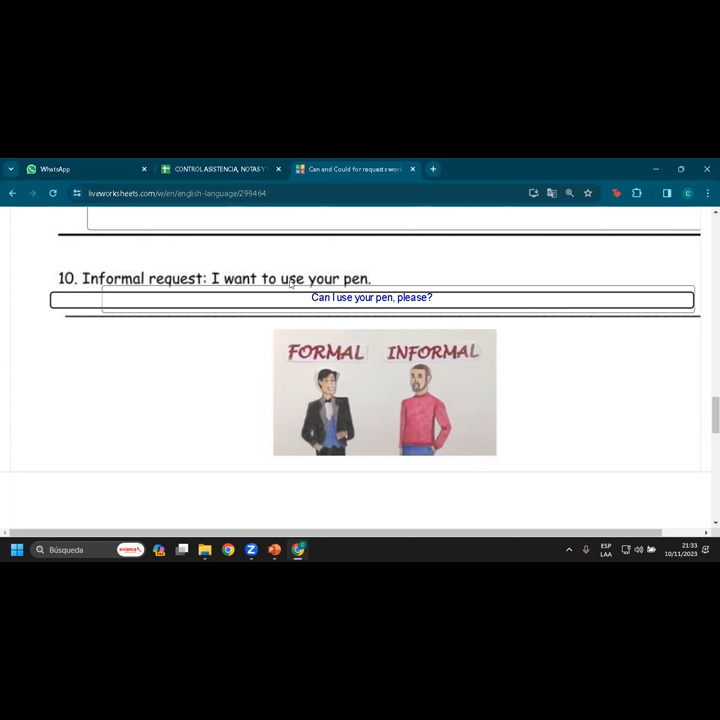 WhatsApp
CONTROL ASISTENCIA, NOTAS Y
Can and Could for requests wor
liveworksheets.com/w/en/english-language/299464
10. Informal request: I want to use your pen.
Can I use your pen, please?
FORMAL INFORMAL
Búsqueda
avianca
ESP
LAA
21:33
10/11/2023